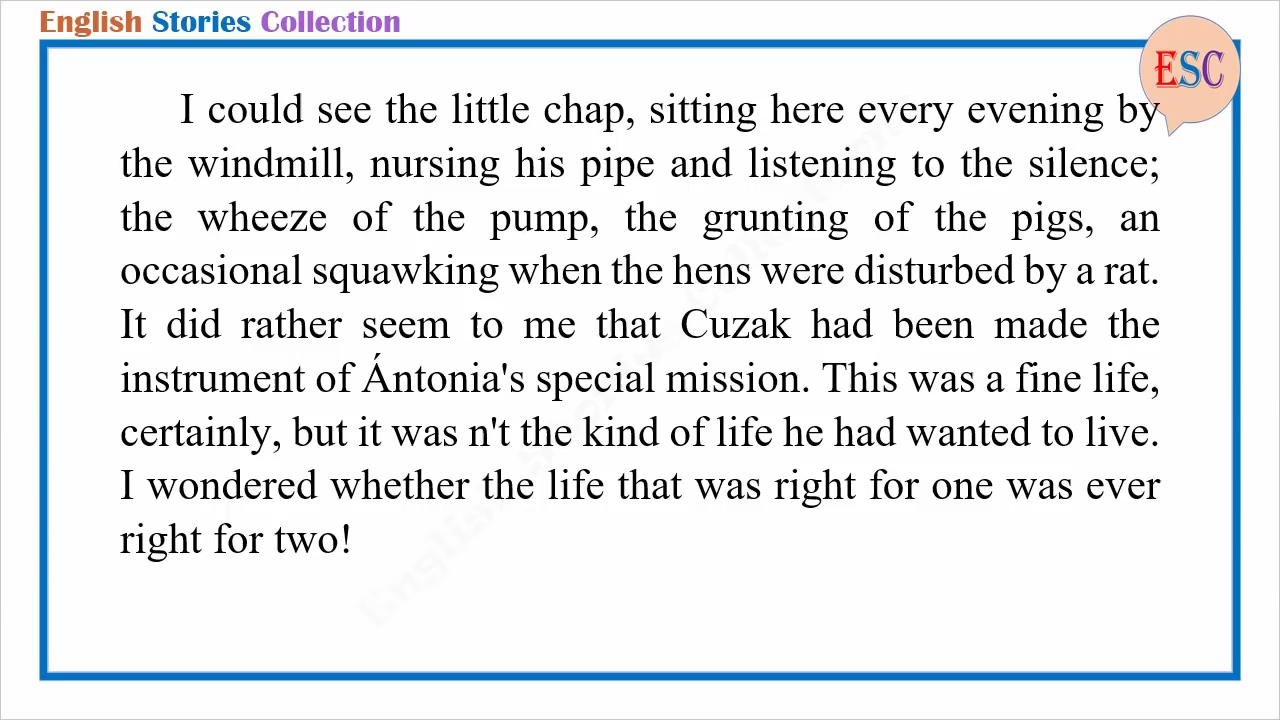 English Stories Collection
ESC
I could see the little chap, sitting here every evening by
the windmill, nursing his pipe and listening to the silence;
the wheeze of the pump, the grunting of the pigs, an
occasional squawking when the hens were disturbed by a rat.
It did rather seem to me that Cuzak had been made the
instrument of Ántonia's special mission. This was a fine life,
certainly, but it was n't the kind of life he had wanted to live.
I wondered whether the life that was right for one was ever
right for two!